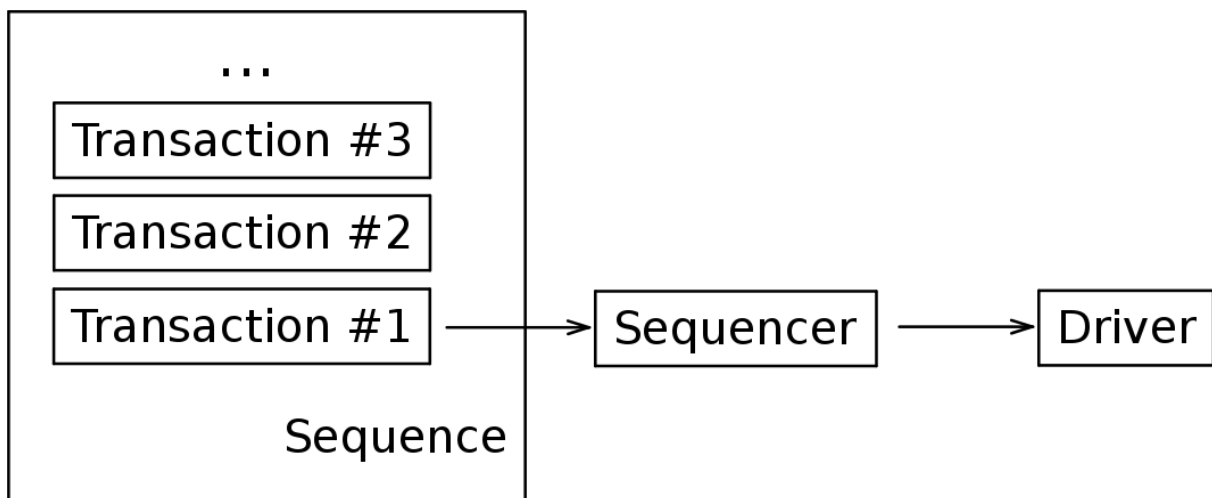 ...
Transaction #3
Transaction #2
Transaction #1
Sequencer
Driver
Sequence